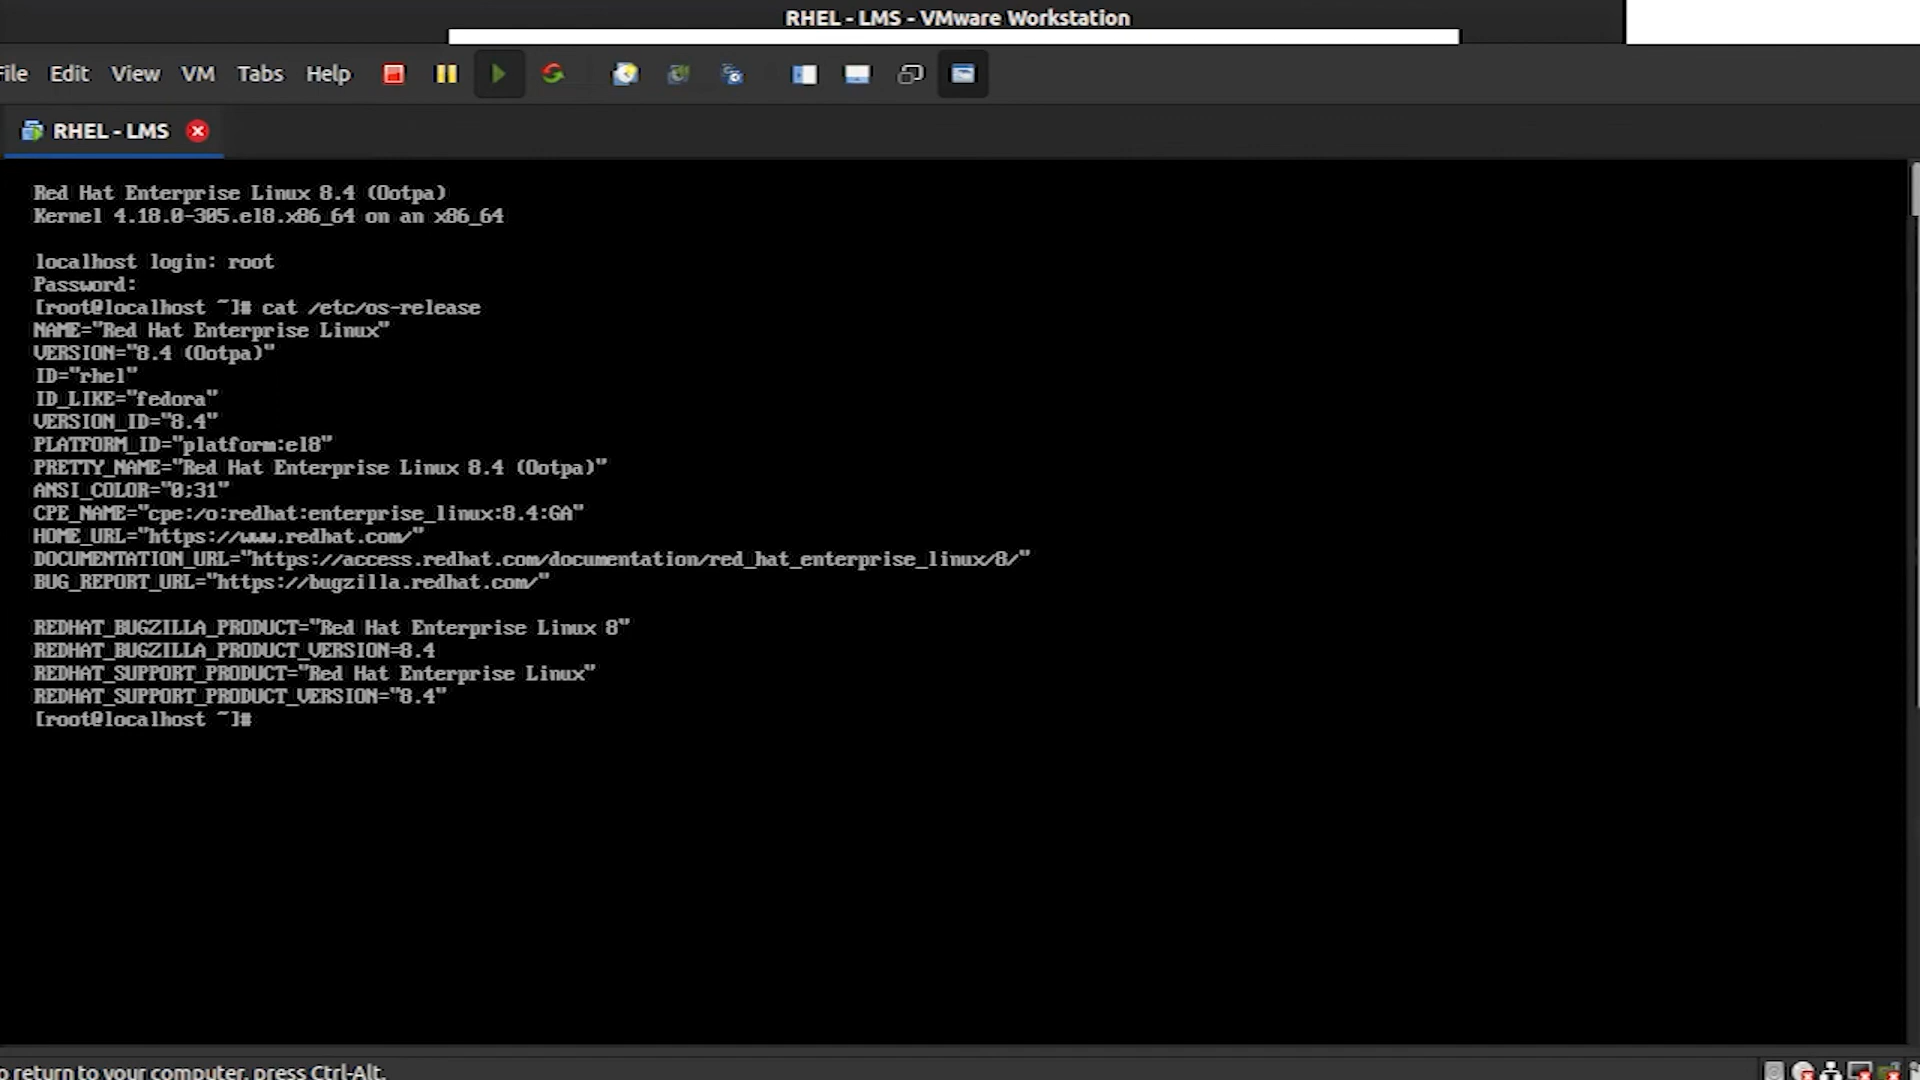 RHEL - LMS - VMware Workstation
File Edit View VM Tabs Help
RHEL - LMS
Red Hat Enterprise Linux 8.4 (Ootpa)
Kernel 4.18.0-305.el8.x86_64 on an x86_64
localhost login: root
Password:
[root@localhost ~]# cat /etc/os-release
NAME="Red Hat Enterprise Linux"
VERSION="8.4 (Ootpa)"
ID="rhel"
ID_LIKE="fedora"
VERSION_ID="8.4"
PLATFORM_ID="platform:el8"
PRETTY_NAME="Red Hat Enterprise Linux 8.4 (Ootpa)"
ANSI_COLOR="0;31"
CPE_NAME="cpe:/o:redhat:enterprise_linux:8.4:GA"
HOME_URL="https://www.redhat.com/"
DOCUMENTATION_URL="https://access.redhat.com/documentation/red_hat_enterprise_linux/8/"
BUG_REPORT_URL="https://bugzilla.redhat.com/"
REDHAT_BUGZILLA_PRODUCT="Red Hat Enterprise Linux 8"
REDHAT_BUGZILLA_PRODUCT_VERSION=8.4
REDHAT_SUPPORT_PRODUCT="Red Hat Enterprise Linux"
REDHAT_SUPPORT_PRODUCT_VERSION="8.4"
[root@localhost ~]#
o return to your computer, press Ctrl-Alt.